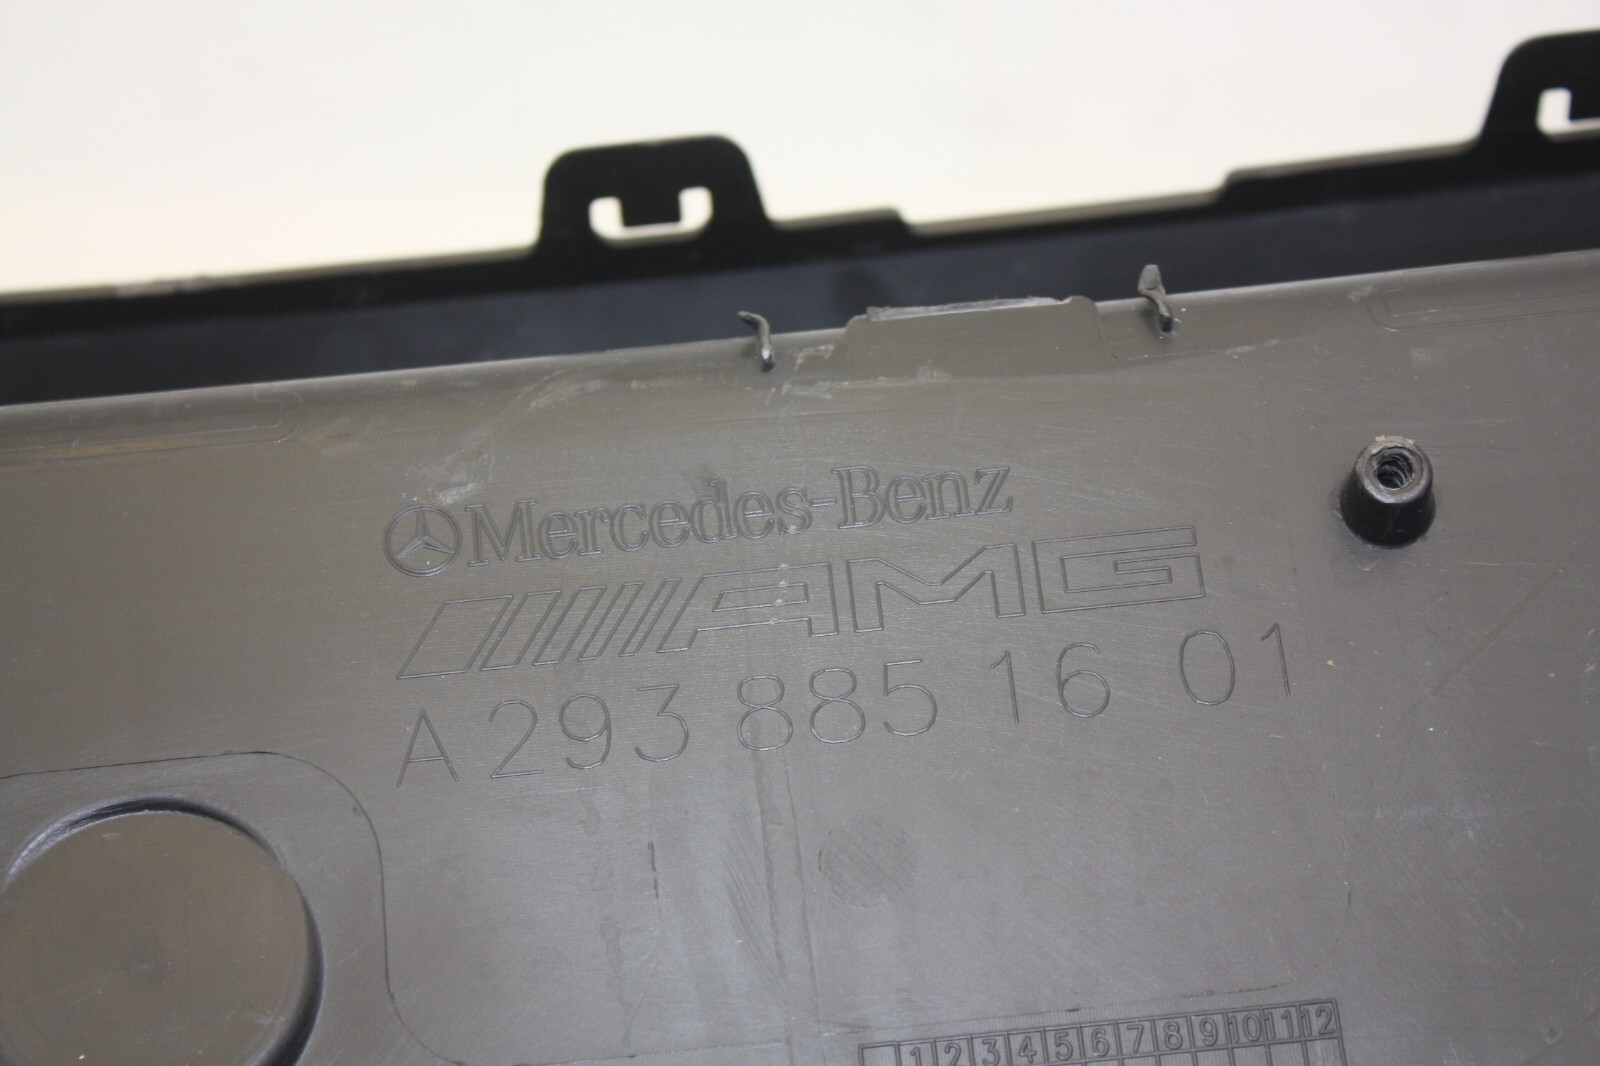 Mercedes-Benz
AMG
A 293 885 16 01
1 2 3 4 5 6 7 8 9 10 11 12